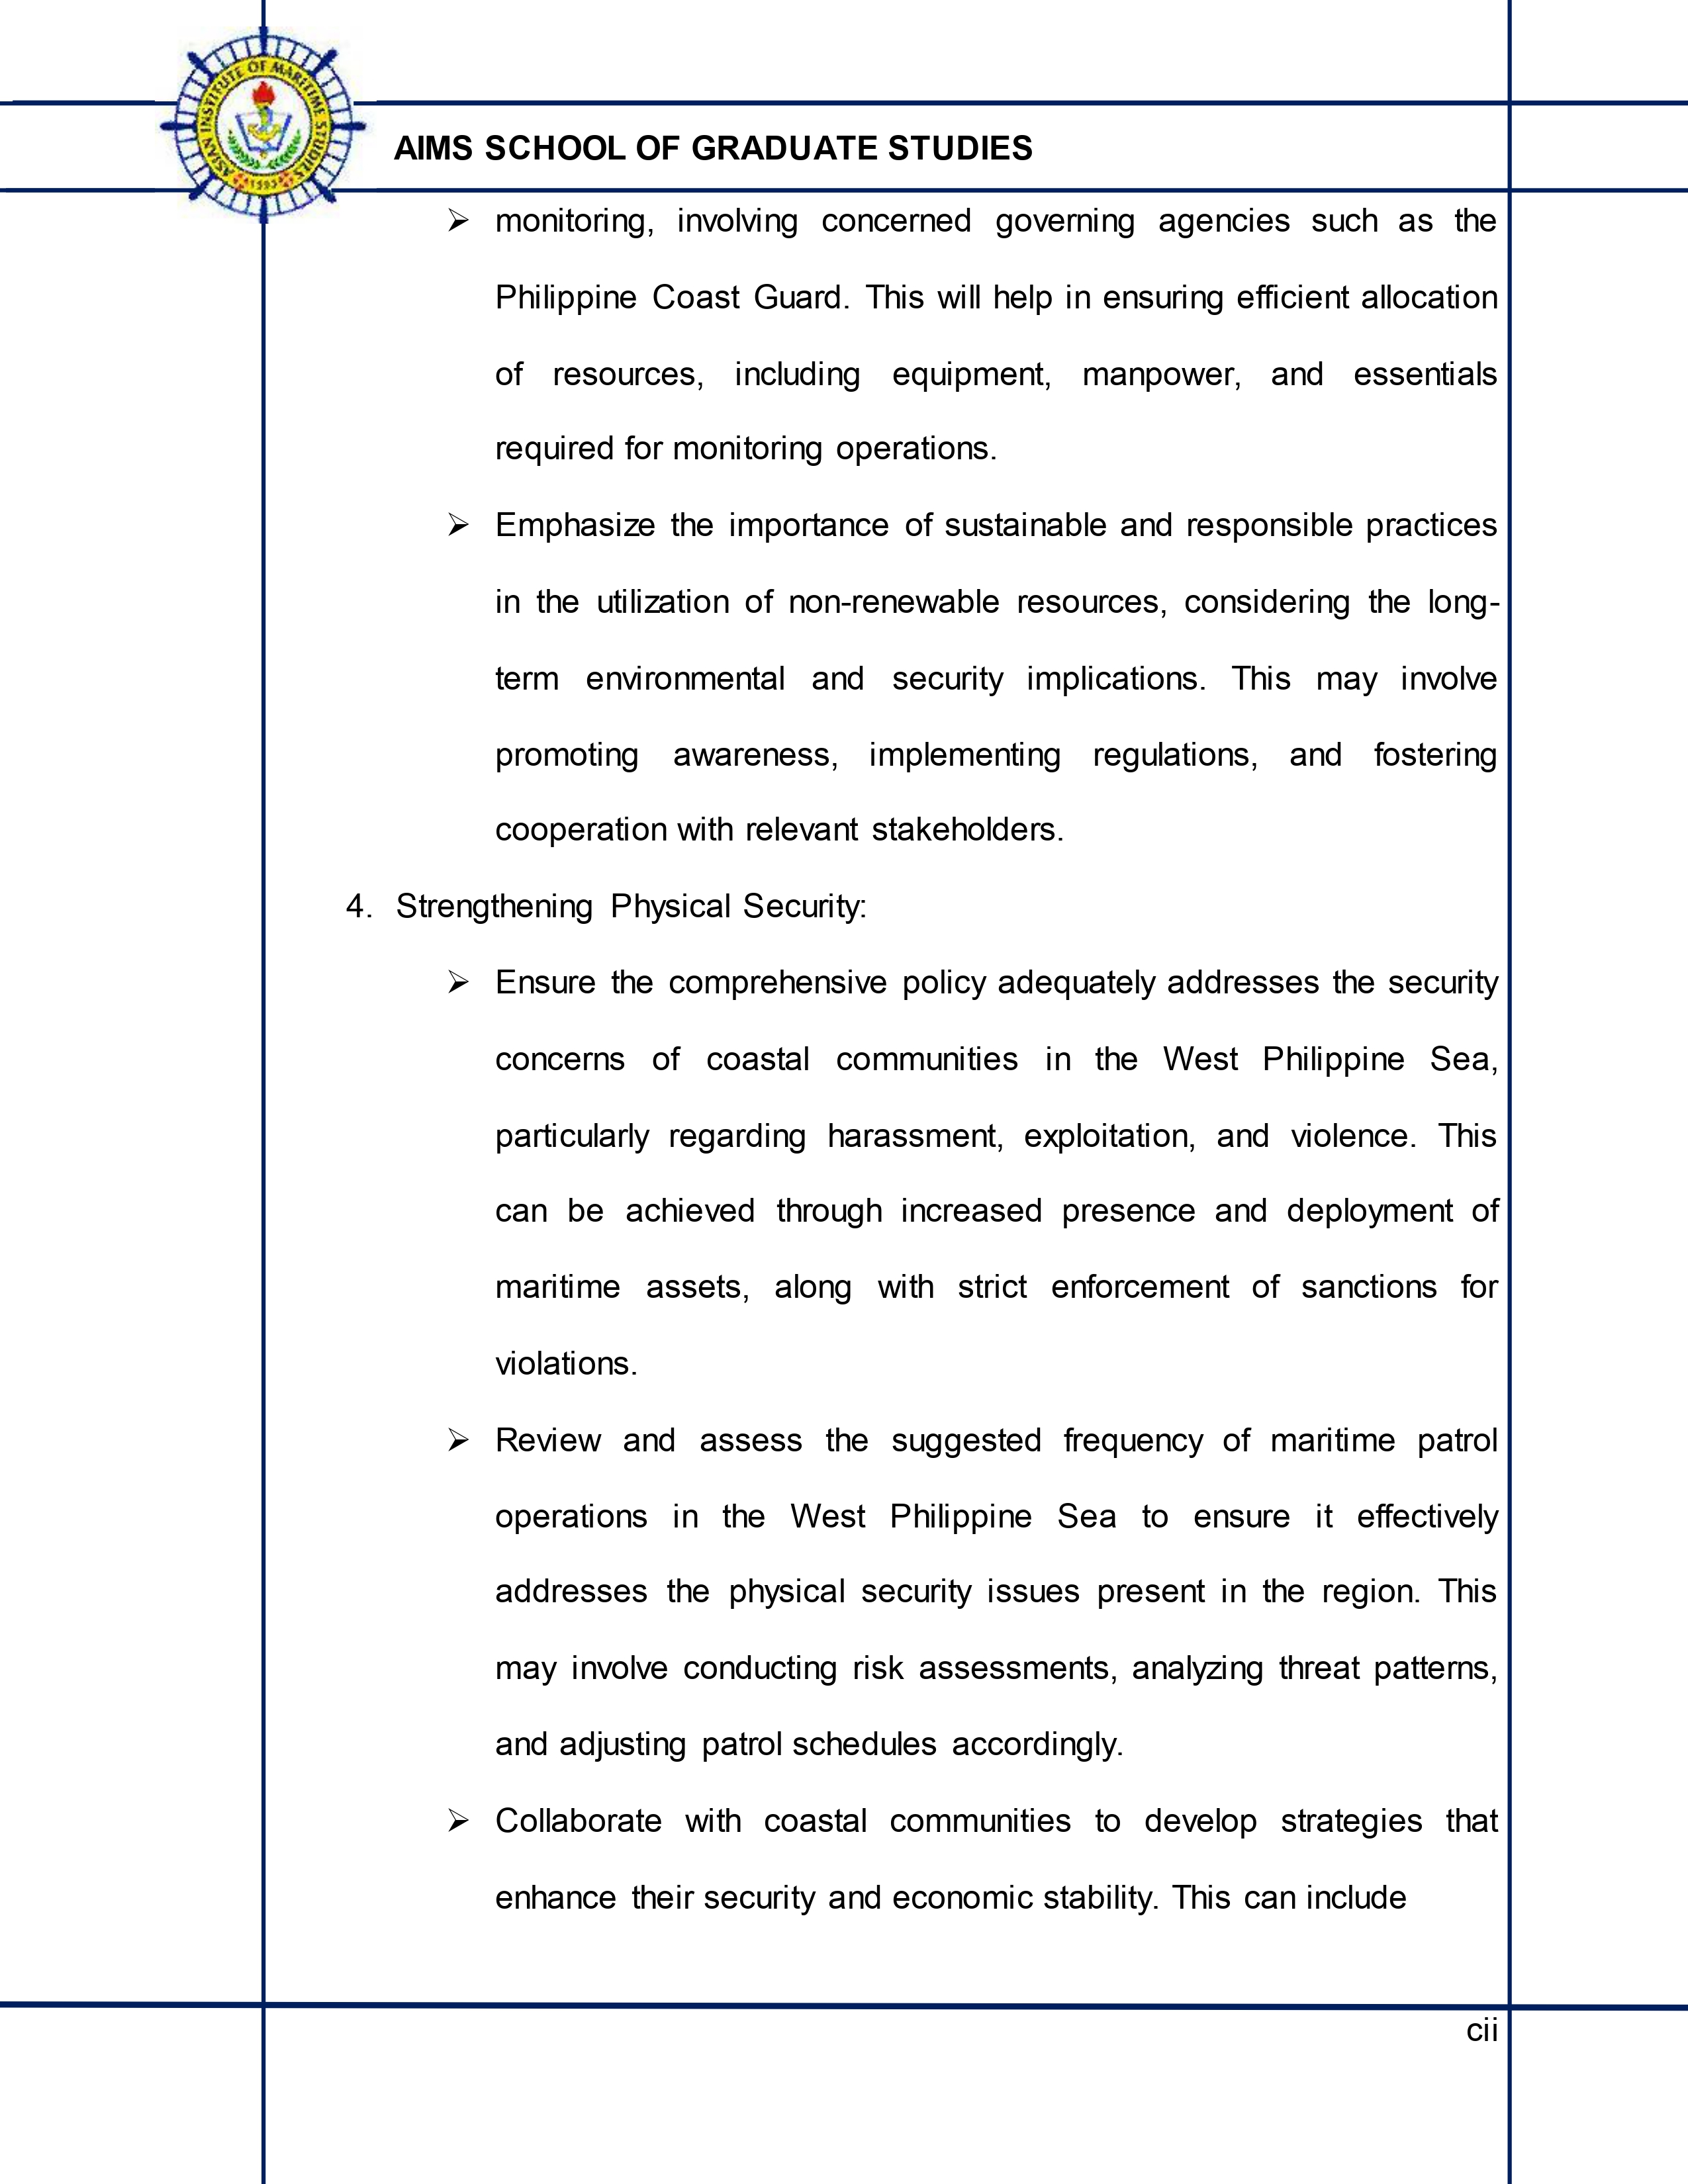 ASIAN INSTITUTE OF MARITIME STUDIES
1993
AIMS SCHOOL OF GRADUATE STUDIES
➢ monitoring, involving concerned governing agencies such as the
Philippine Coast Guard. This will help in ensuring efficient allocation
of resources, including equipment, manpower, and essentials
required for monitoring operations.
➢ Emphasize the importance of sustainable and responsible practices
in the utilization of non-renewable resources, considering the long-
term environmental and security implications. This may involve
promoting awareness, implementing regulations, and fostering
cooperation with relevant stakeholders.
4. Strengthening Physical Security:
➢ Ensure the comprehensive policy adequately addresses the security
concerns of coastal communities in the West Philippine Sea,
particularly regarding harassment, exploitation, and violence. This
can be achieved through increased presence and deployment of
maritime assets, along with strict enforcement of sanctions for
violations.
➢ Review and assess the suggested frequency of maritime patrol
operations in the West Philippine Sea to ensure it effectively
addresses the physical security issues present in the region. This
may involve conducting risk assessments, analyzing threat patterns,
and adjusting patrol schedules accordingly.
➢ Collaborate with coastal communities to develop strategies that
enhance their security and economic stability. This can include
cii